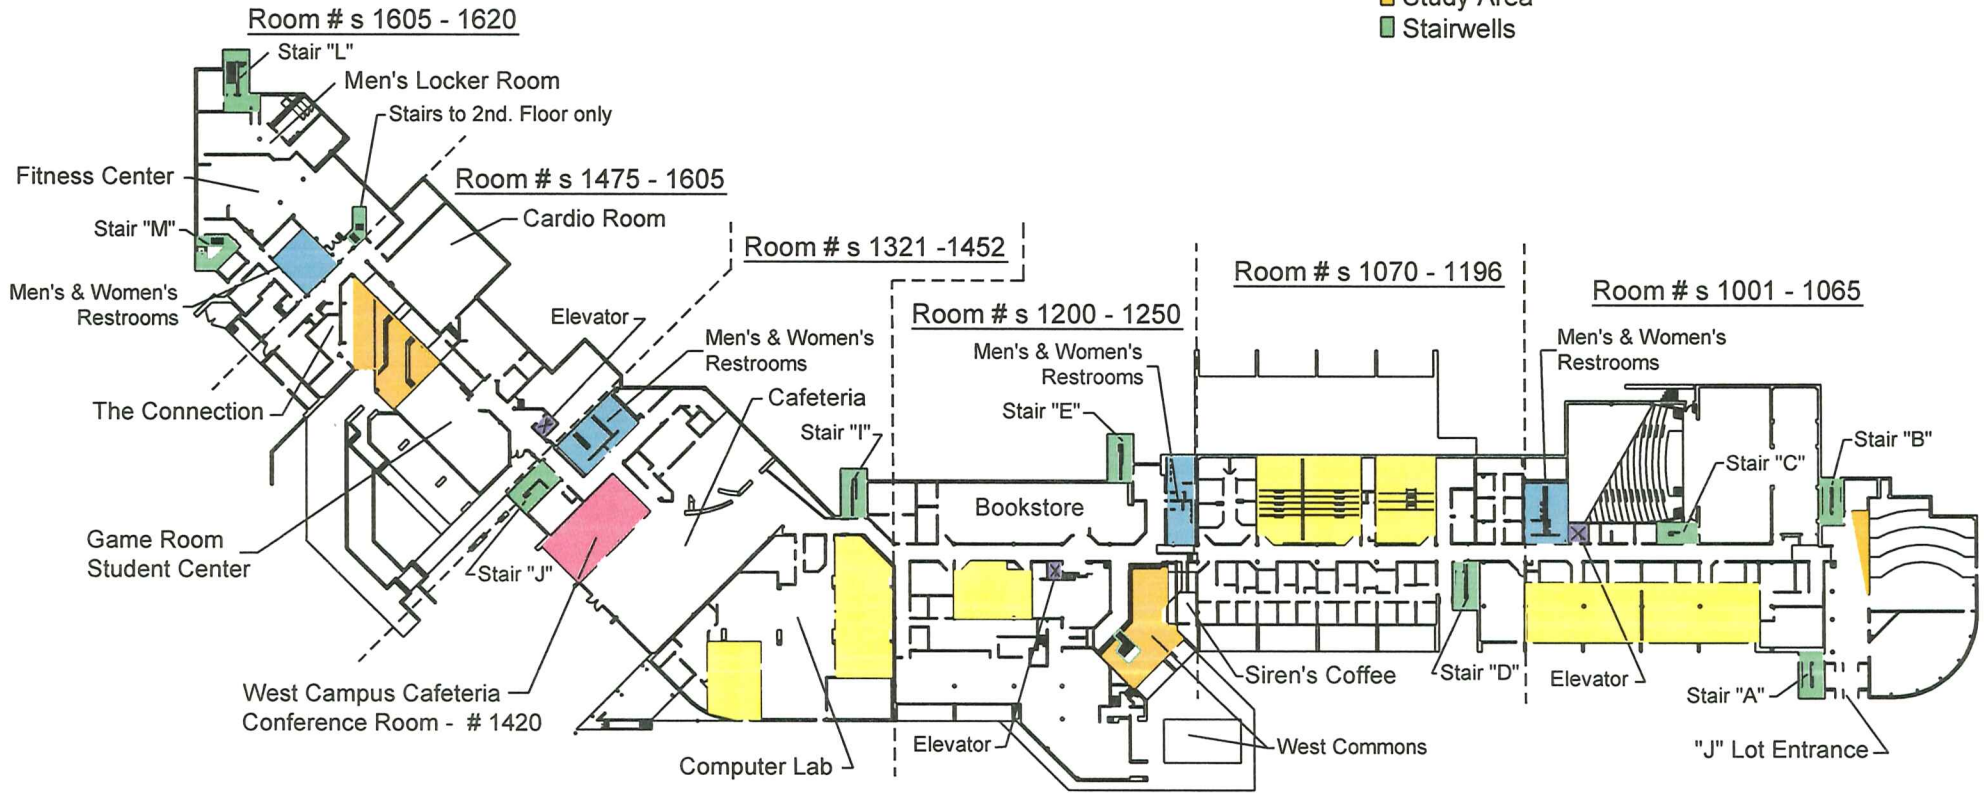 Study Area
Stairwells
Room # s 1605 - 1620
Stair "L"
Men's Locker Room
Stairs to 2nd. Floor only
Fitness Center
Room # s 1475 - 1605
Cardio Room
Stair "M"
Room # s 1321 -1452
Men's & Women's
Restrooms
Elevator
Room # s 1200 - 1250
Room # s 1070 - 1196
Room # s 1001 - 1065
Men's & Women's
Restrooms
Men's & Women's
Restrooms
Men's & Women's
Restrooms
The Connection
Cafeteria
Stair "I"
Stair "E"
Stair "B"
Stair "C"
Bookstore
Game Room
Student Center
Stair "J"
West Campus Cafeteria
Conference Room - # 1420
Siren's Coffee
Stair "D"
Elevator
Stair "A"
Computer Lab
Elevator
West Commons
"J" Lot Entrance